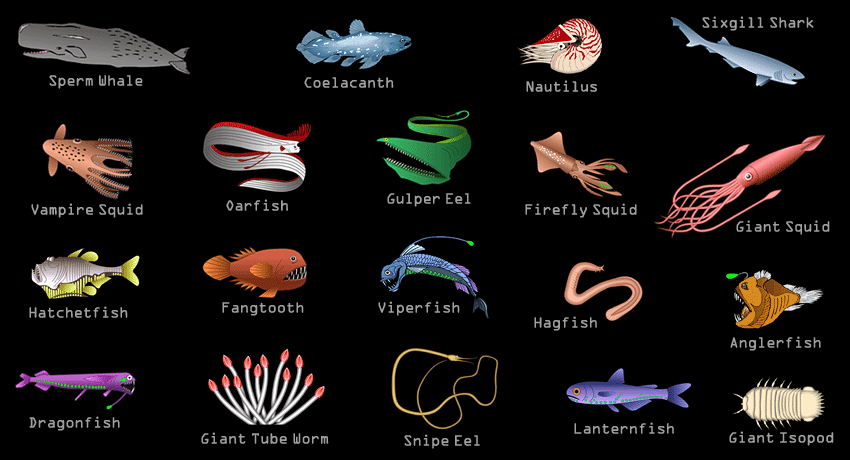 Sperm Whale
Coelacanth
Nautilus
Sixgill Shark
Vampire Squid
Oarfish
Gulper Eel
Firefly Squid
Giant Squid
Hatchetfish
Fangtooth
Viperfish
Hagfish
Anglerfish
Dragonfish
Giant Tube Worm
Snipe Eel
Lanternfish
Giant Isopod